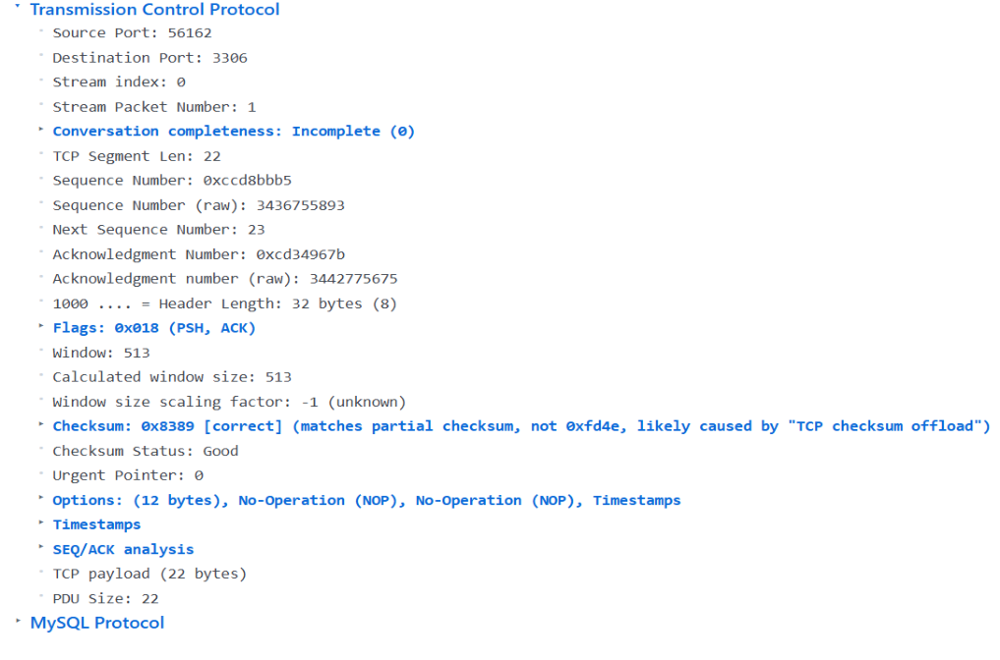 Transmission Control Protocol
Source Port: 56162
Destination Port: 3306
Stream index: 0
Stream Packet Number: 1
Conversation completeness: Incomplete (0)
TCP Segment Len: 22
Sequence Number: 0xccd8bbb5
Sequence Number (raw): 3436755893
Next Sequence Number: 23
Acknowledgment Number: 0xcd34967b
Acknowledgment number (raw): 3442775675
1000 .... = Header Length: 32 bytes (8)
Flags: 0x018 (PSH, ACK)
Window: 513
Calculated window size: 513
Window size scaling factor: -1 (unknown)
Checksum: 0x8389 [correct] (matches partial checksum, not 0xfd4e, likely caused by "TCP checksum offload")
Checksum Status: Good
Urgent Pointer: 0
Options: (12 bytes), No-Operation (NOP), No-Operation (NOP), Timestamps
Timestamps
SEQ/ACK analysis
TCP payload (22 bytes)
PDU Size: 22
MySQL Protocol